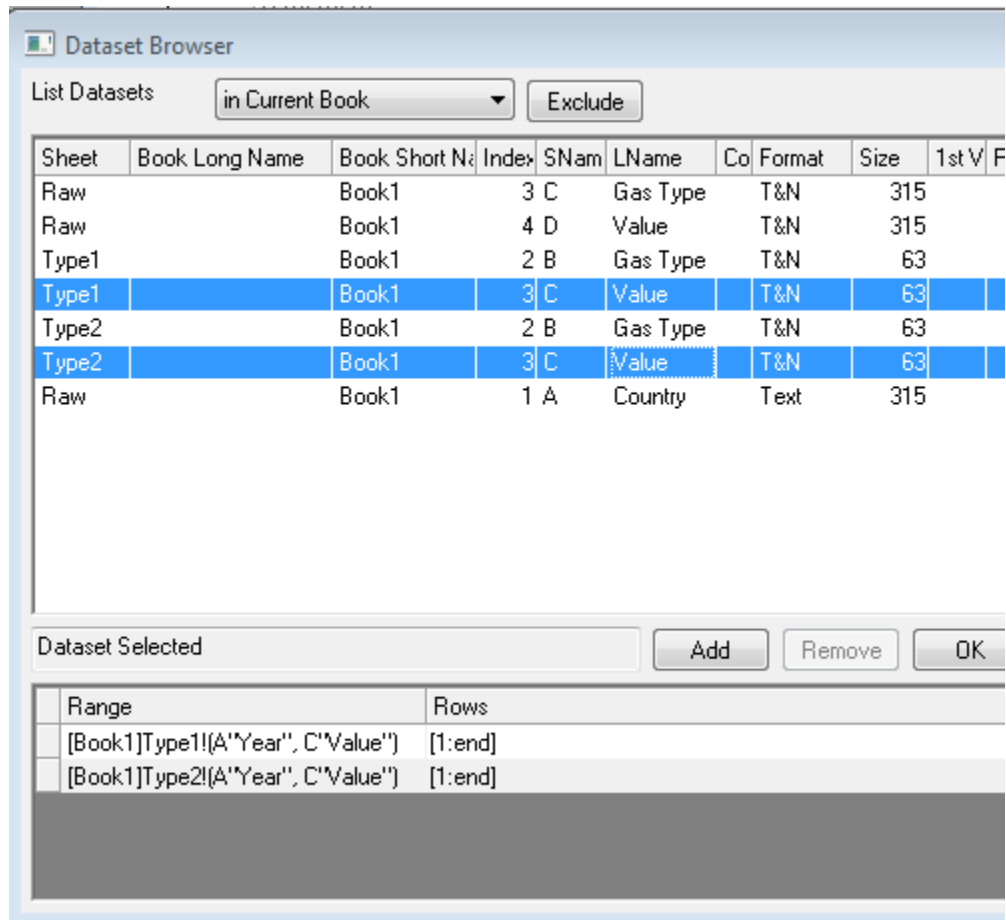 Dataset Browser
List Datasets in Current Book Exclude
Sheet Book Long Name Book Short Na Index SNam LName Co Format Size 1st V F
Raw Book1 3 C Gas Type T&N 315
Raw Book1 4 D Value T&N 315
Type1 Book1 2 B Gas Type T&N 63
Type1 Book1 3 C Value T&N 63
Type2 Book1 2 B Gas Type T&N 63
Type2 Book1 3 C Value T&N 63
Raw Book1 1 A Country Text 315
Dataset Selected Add Remove OK
Range Rows
[Book1]Type1!(A"Year", C"Value") [1:end]
[Book1]Type2!(A"Year", C"Value") [1:end]